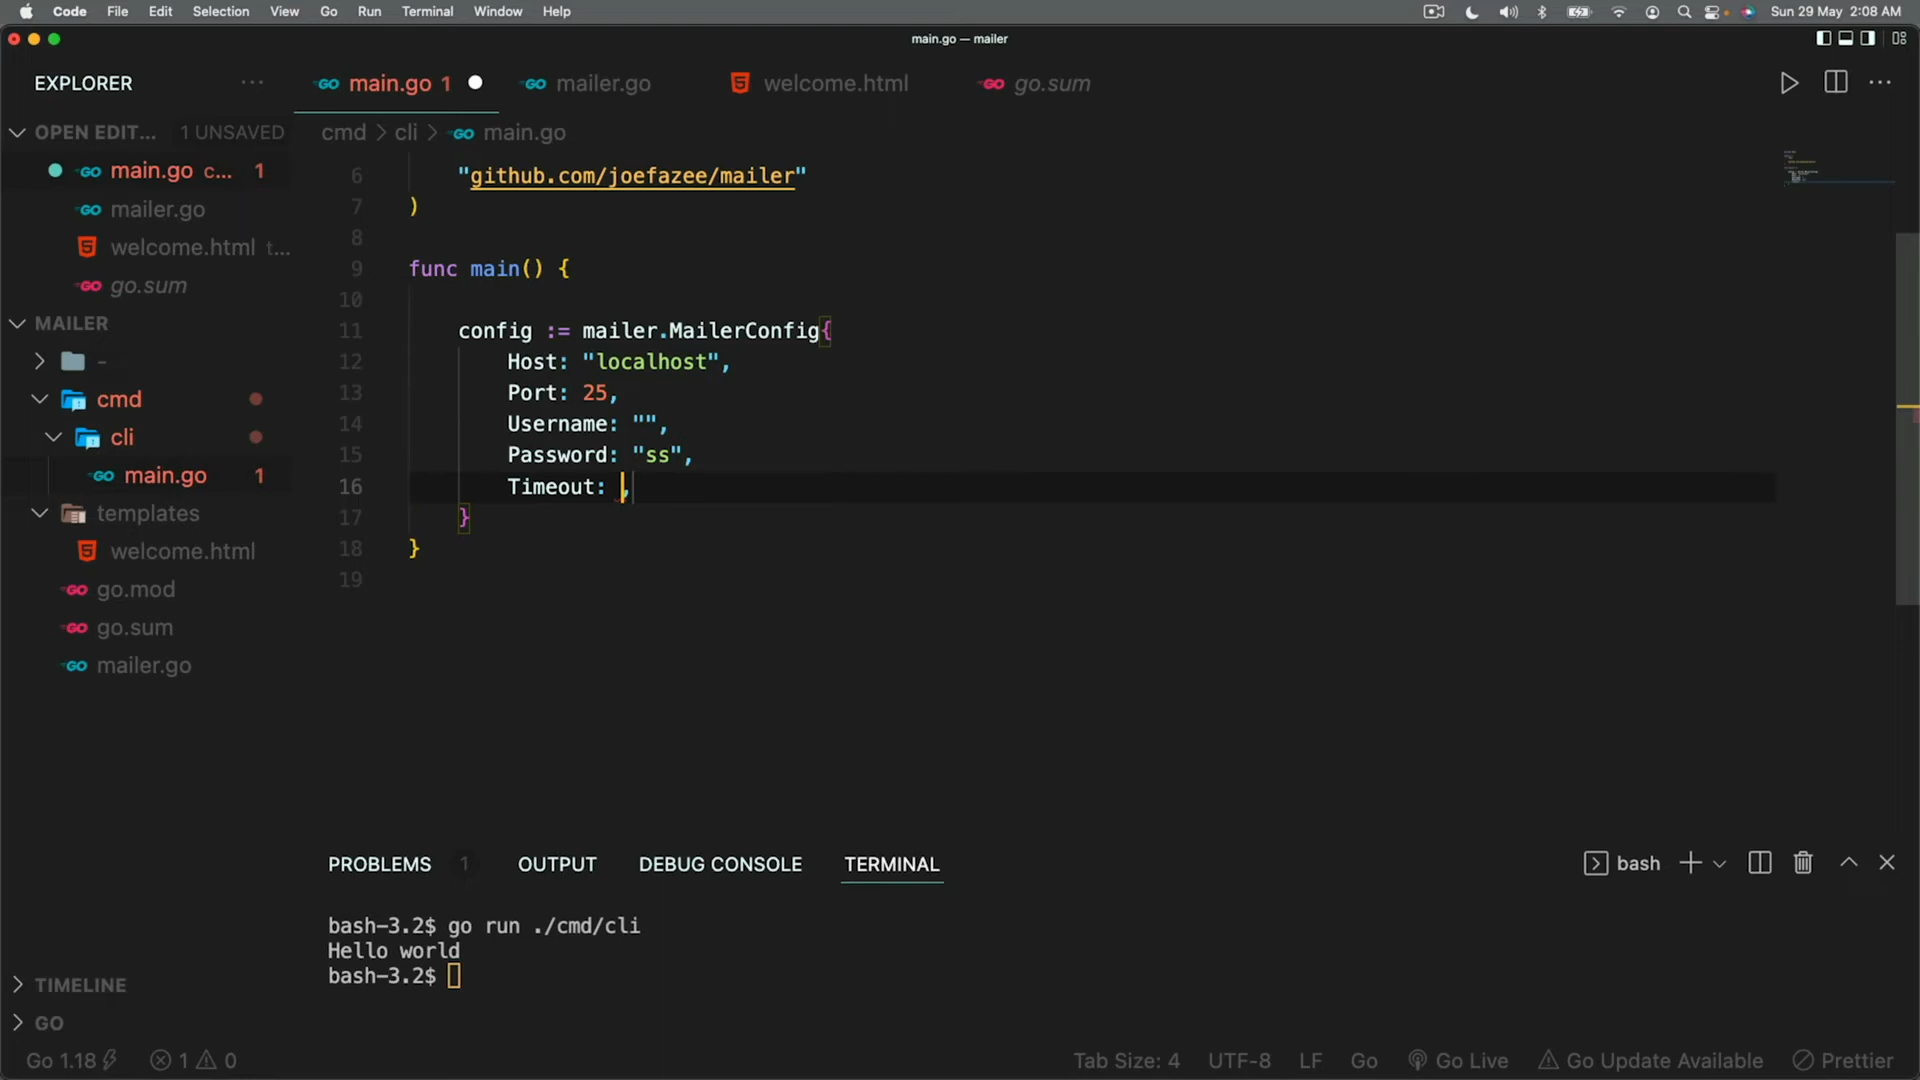 Code File Edit Selection View Go Run Terminal Window Help Sun 29 May 2:08 AM
main.go — mailer
EXPLORER ···
main.go 1 mailer.go welcome.html go.sum ···
OPEN EDIT... 1 UNSAVED
cmd > cli > main.go
main.go c... 1
mailer.go
welcome.html t...
go.sum
MAILER
-
cmd
cli
main.go 1
templates
welcome.html
go.mod
go.sum
mailer.go
TIMELINE
GO
6 "github.com/joefazee/mailer"
7 )
8
9 func main() {
10
11 config := mailer.MailerConfig{
12 Host: "localhost",
13 Port: 25,
14 Username: "",
15 Password: "ss",
16 Timeout: ,
17 }
18 }
19
PROBLEMS 1 OUTPUT DEBUG CONSOLE TERMINAL bash
bash-3.2$ go run ./cmd/cli
Hello world
bash-3.2$
Go 1.18 1 0 Tab Size: 4 UTF-8 LF Go Go Live Go Update Available Prettier